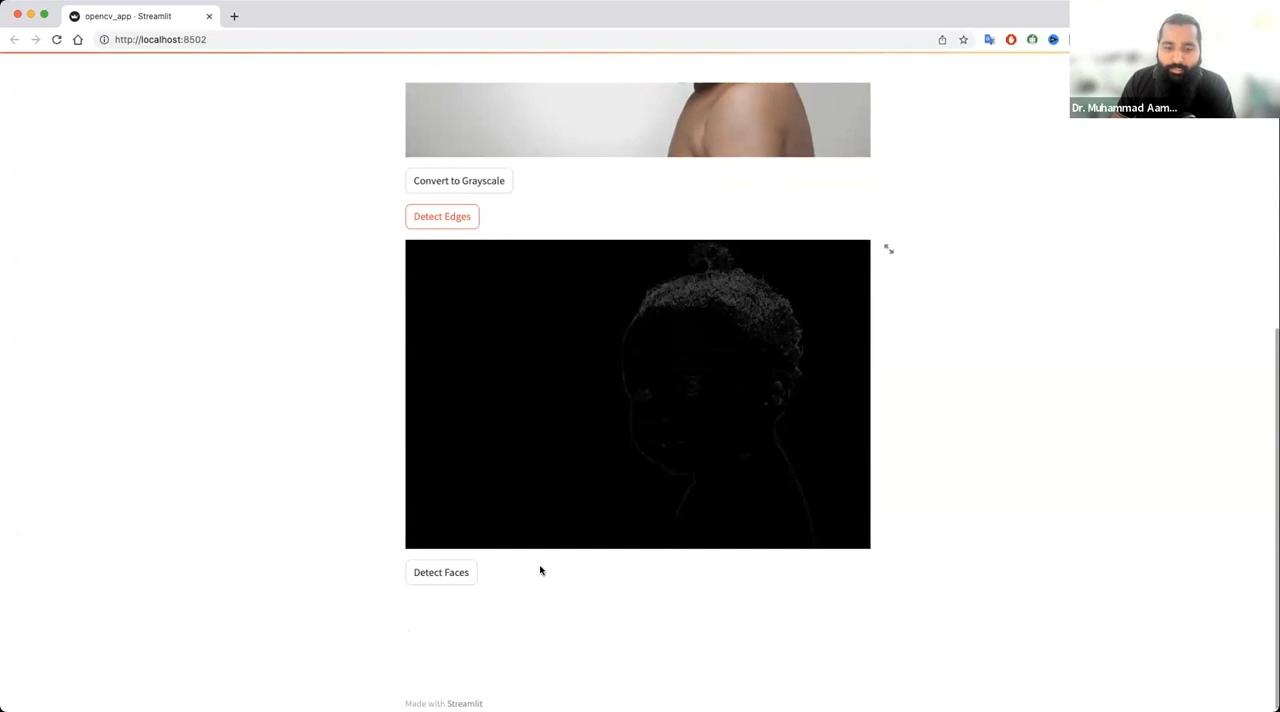 opencv_app · Streamlit
http://localhost:8502
Dr. Muhammad Aam...
Convert to Grayscale
Detect Edges
Detect Faces
Made with Streamlit